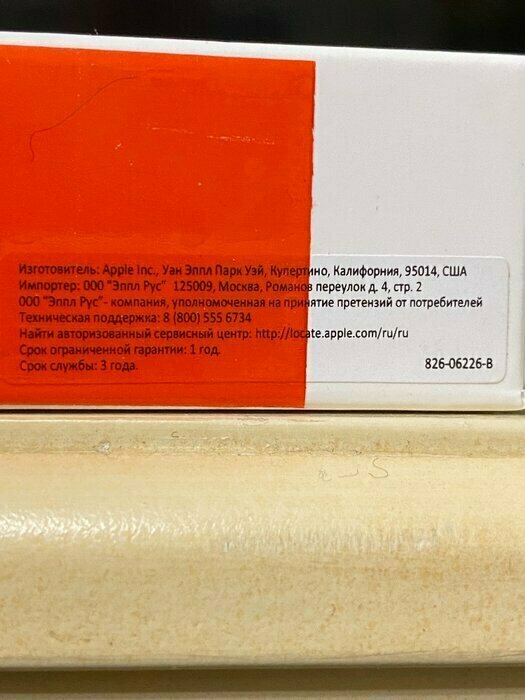 Изготовитель: Apple Inc., Уан Эппл Парк Уэй, Купертино, Калифорния, 95014, США
Импортер: ООО "Эппл Рус" 125009, Москва, Романов переулок д. 4, стр. 2
ООО "Эппл Рус"- компания, уполномоченная на принятие претензий от потребителей
Техническая поддержка: 8 (800) 555 6734
Найти авторизованный сервисный центр: http://locate.apple.com/ru/ru
Срок ограниченной гарантии: 1 год.
Срок службы: 3 года.
826-06226-B